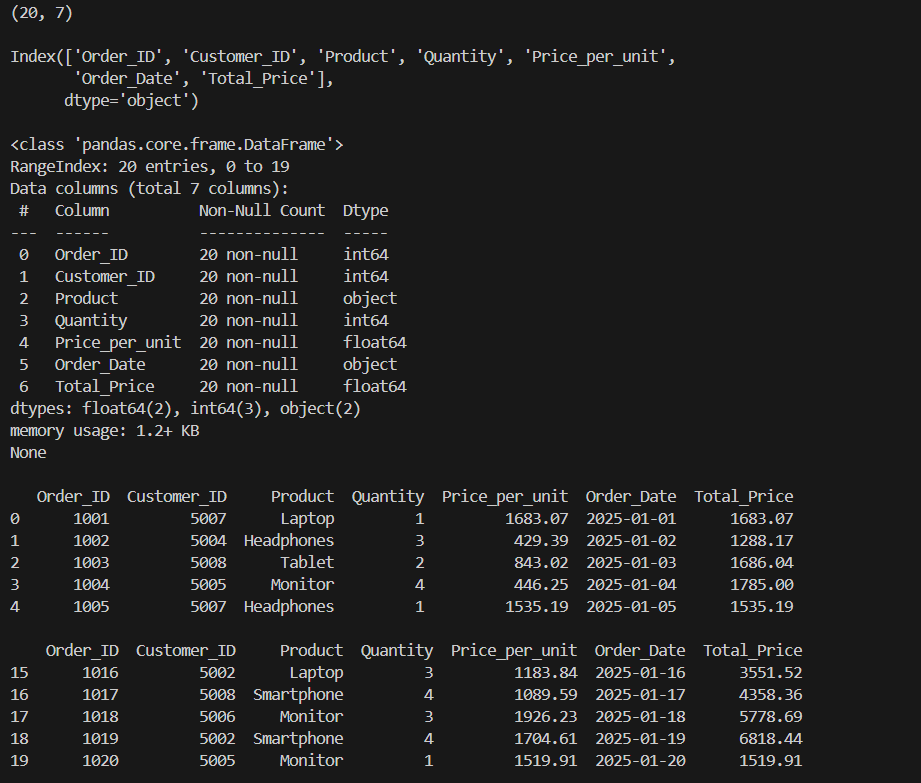 (20, 7)
Index(['Order_ID', 'Customer_ID', 'Product', 'Quantity', 'Price_per_unit',
       'Order_Date', 'Total_Price'],
      dtype='object')
<class 'pandas.core.frame.DataFrame'>
RangeIndex: 20 entries, 0 to 19
Data columns (total 7 columns):
 #   Column          Non-Null Count  Dtype
---  ------          --------------  -----
 0   Order_ID        20 non-null     int64
 1   Customer_ID     20 non-null     int64
 2   Product         20 non-null     object
 3   Quantity        20 non-null     int64
 4   Price_per_unit  20 non-null     float64
 5   Order_Date      20 non-null     object
 6   Total_Price     20 non-null     float64
dtypes: float64(2), int64(3), object(2)
memory usage: 1.2+ KB
None
   Order_ID  Customer_ID     Product  Quantity  Price_per_unit  Order_Date  Total_Price
0      1001         5007      Laptop         1         1683.07  2025-01-01      1683.07
1      1002         5004  Headphones         3          429.39  2025-01-02      1288.17
2      1003         5008      Tablet         2          843.02  2025-01-03      1686.04
3      1004         5005     Monitor         4          446.25  2025-01-04      1785.00
4      1005         5007  Headphones         1         1535.19  2025-01-05      1535.19
    Order_ID  Customer_ID     Product  Quantity  Price_per_unit  Order_Date  Total_Price
15      1016         5002      Laptop         3         1183.84  2025-01-16      3551.52
16      1017         5008  Smartphone         4         1089.59  2025-01-17      4358.36
17      1018         5006     Monitor         3         1926.23  2025-01-18      5778.69
18      1019         5002  Smartphone         4         1704.61  2025-01-19      6818.44
19      1020         5005     Monitor         1         1519.91  2025-01-20      1519.91